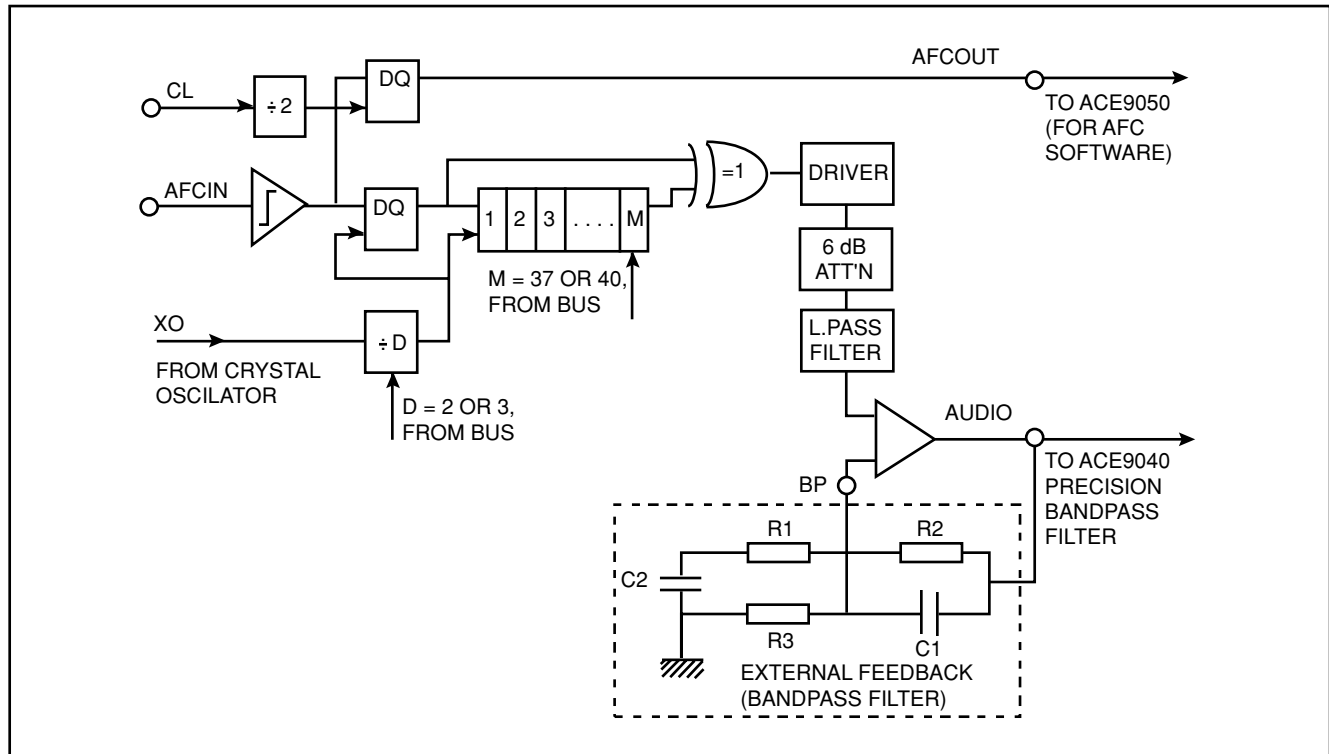 AFCOUT
CL
÷2
DQ
TO ACE9050
(FOR AFC
SOFTWARE)
AFCIN
DQ
1 2 3 . . . . M
=1
DRIVER
6 dB
ATT'N
M = 37 OR 40,
FROM BUS
XO
FROM CRYSTAL
OSCILATOR
÷D
D = 2 OR 3,
FROM BUS
L.PASS
FILTER
AUDIO
TO ACE9040
PRECISION
BANDPASS
FILTER
BP
R1
R2
C2
R3
C1
EXTERNAL FEEDBACK
(BANDPASS FILTER)